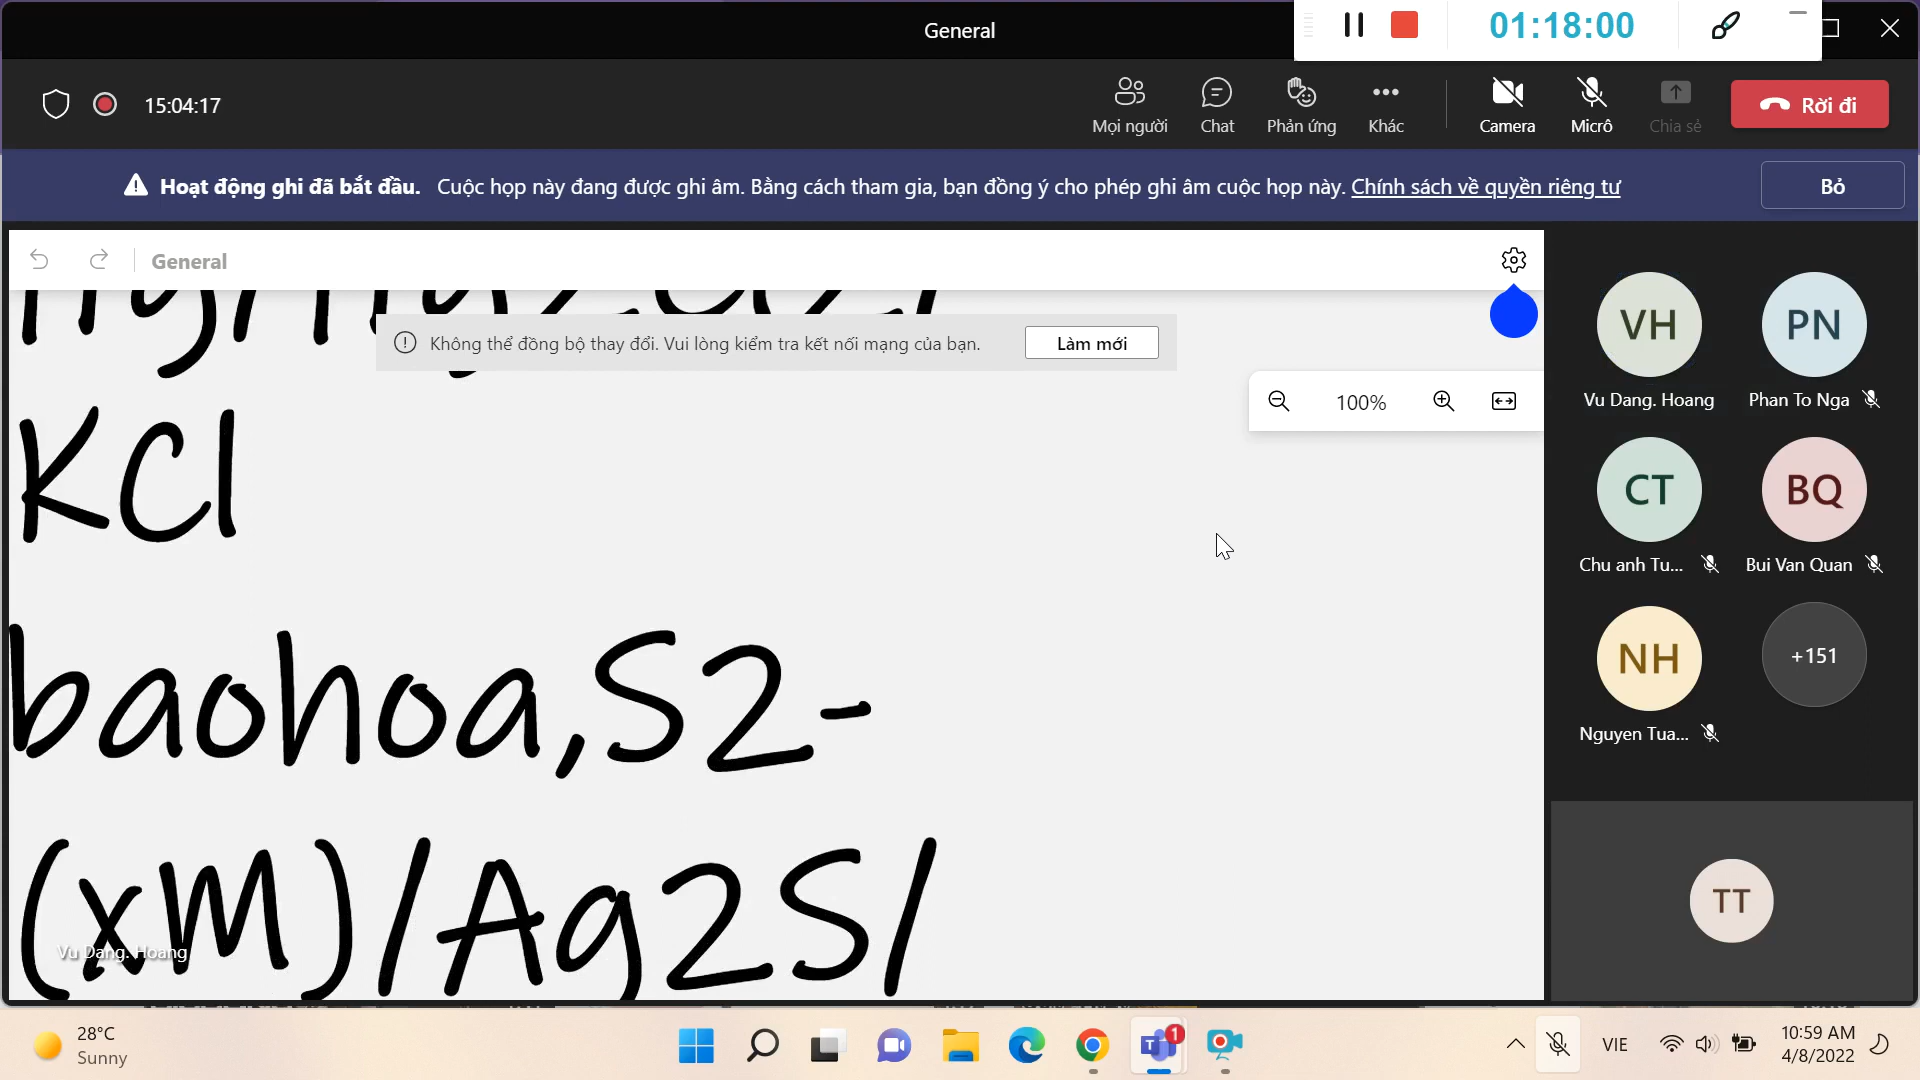 General
01:18:00
15:04:17
Mọi người
Chat
Phản ứng
Khác
Camera
Micrô
Chia sẻ
Rời đi
Hoạt động ghi đã bắt đầu. Cuộc họp này đang được ghi âm. Bằng cách tham gia, bạn đồng ý cho phép ghi âm cuộc họp này. Chính sách về quyền riêng tư
Bỏ
General
Không thể đồng bộ thay đổi. Vui lòng kiểm tra kết nối mạng của bạn.
Làm mới
100%
KCl
baohoa,S2-
(xM)/Ag2S/
Vu Dang. Hoang
VH
PN
Vu Dang. Hoang
Phan To Nga
CT
BQ
Chu anh Tu...
Bui Van Quan
NH
+151
Nguyen Tua...
TT
28°C
Sunny
1
VIE
10:59 AM
4/8/2022